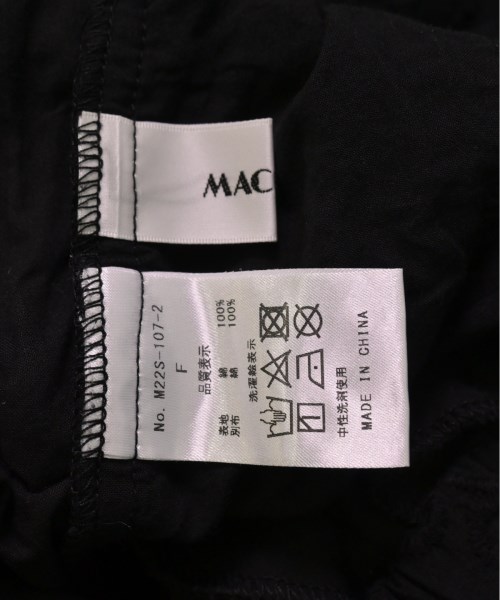 MAC
No. M22S-107-2
F
品質表示
表地 綿 100%
別布 綿 100%
洗濯絵表示
中性洗剤使用
MADE IN CHINA